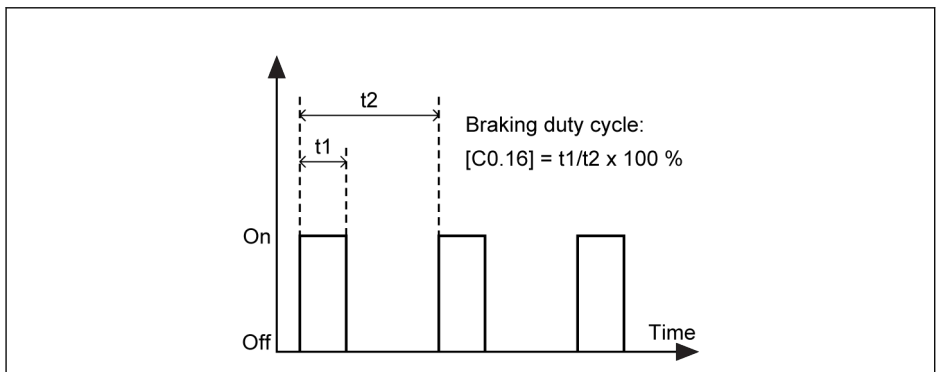 t2
Braking duty cycle:
t1
[C0.16] = t1/t2 x 100 %
On
Off
Time